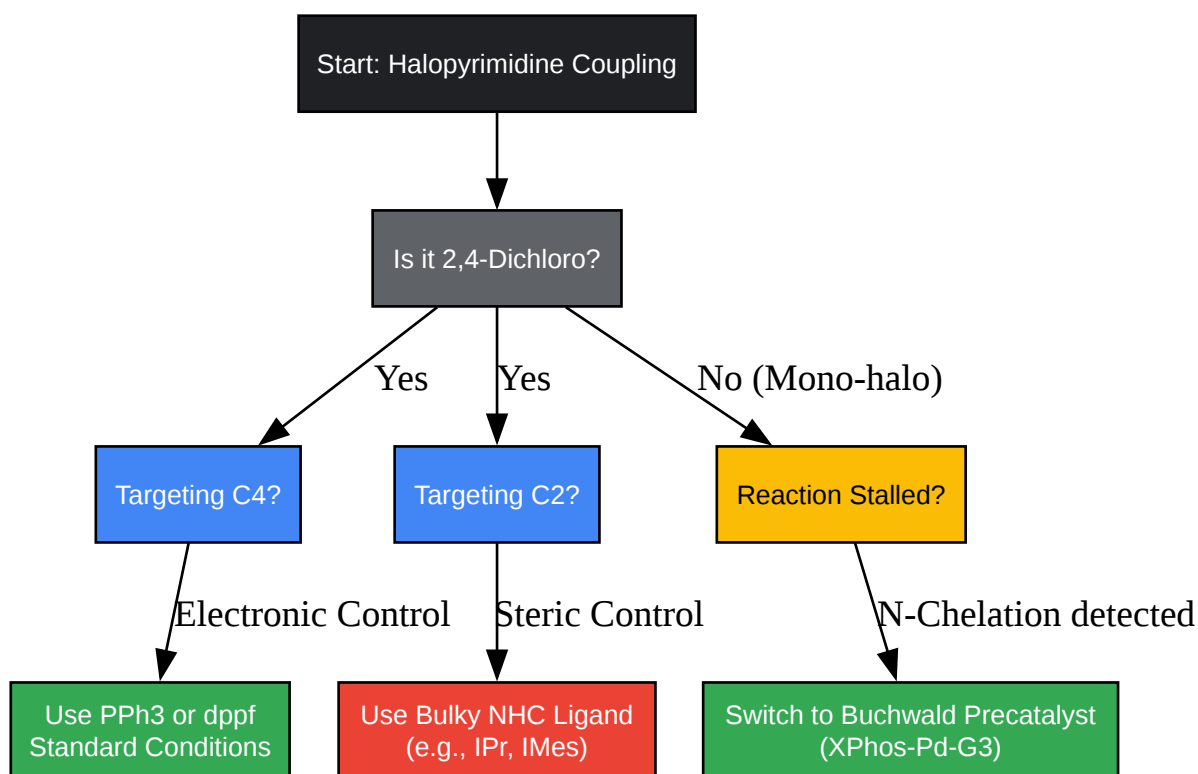 Start: Halopyrimidine Coupling
Is it 2,4-Dichloro?
Yes
Yes
No (Mono-halo)
Targeting C4?
Targeting C2?
Reaction Stalled?
Electronic Control
Steric Control
N-Chelation detected
Use PPh3 or dppf
Standard Conditions
Use Bulky NHC Ligand
(e.g., IPr, IMes)
Switch to Buchwald Precatalyst
(XPhos-Pd-G3)